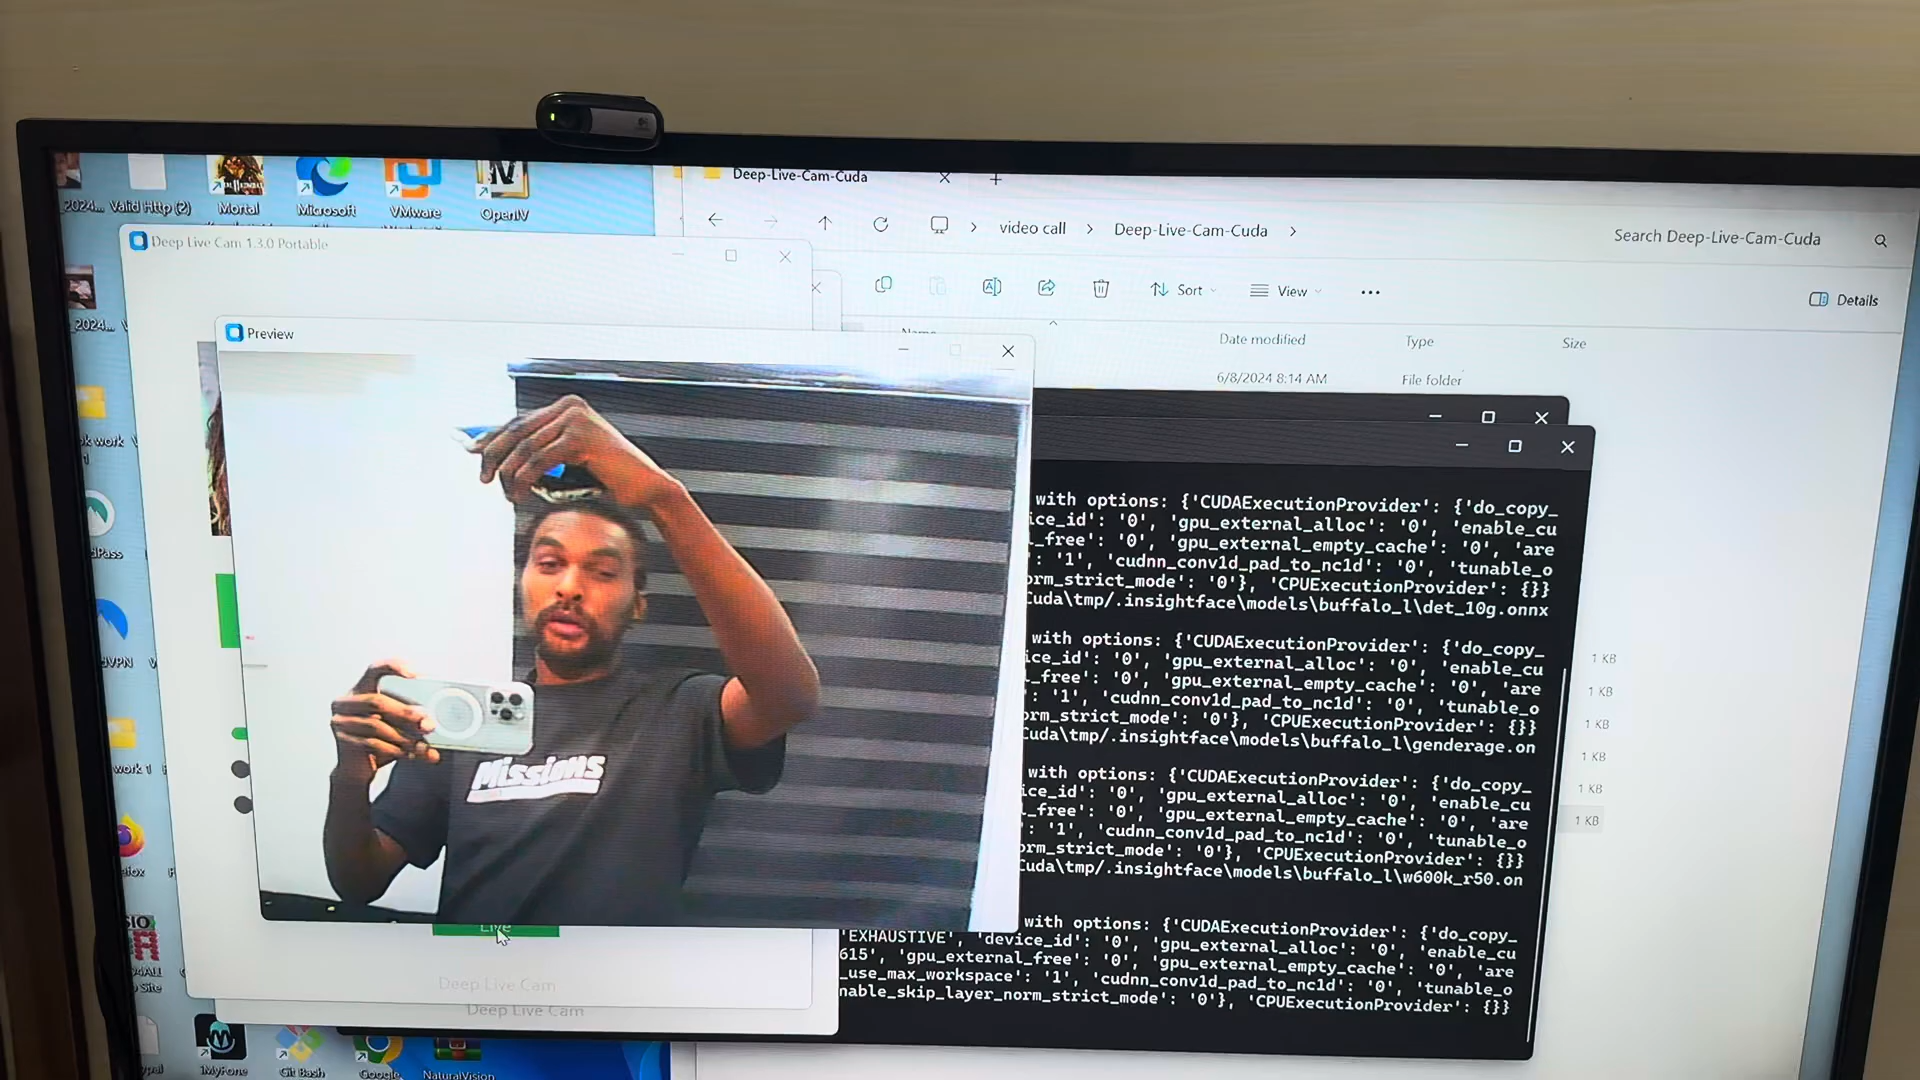 _2024...
Valid Http (2)
Mortal
Microsoft
VMware
OpenIV
Deep-Live-Cam-Cuda
video call
Deep-Live-Cam-Cuda
Search Deep-Live-Cam-Cuda
Sort
View
Details
Date modified
Type
Size
6/8/2024 8:14 AM
File folder
Deep Live Cam 1.3.0 Portable
Preview
_2024...
Missions
with options: {'CUDAExecutionProvider': {'do_copy_
ice_id': '0', 'gpu_external_alloc': '0', 'enable_cu
_free': '0', 'gpu_external_empty_cache': '0', 'are
: '1', 'cudnn_conv1d_pad_to_nc1d': '0', 'tunable_o
orm_strict_mode': '0'}, 'CPUExecutionProvider': {}}
Cuda\tmp/.insightface\models\buffalo_l\det_10g.onnx
with options: {'CUDAExecutionProvider': {'do_copy_
ice_id': '0', 'gpu_external_alloc': '0', 'enable_cu
_free': '0', 'gpu_external_empty_cache': '0', 'are
: '1', 'cudnn_conv1d_pad_to_nc1d': '0', 'tunable_o
orm_strict_mode': '0'}, 'CPUExecutionProvider': {}}
Cuda\tmp/.insightface\models\buffalo_l\genderage.on
with options: {'CUDAExecutionProvider': {'do_copy_
ice_id': '0', 'gpu_external_alloc': '0', 'enable_cu
_free': '0', 'gpu_external_empty_cache': '0', 'are
: '1', 'cudnn_conv1d_pad_to_nc1d': '0', 'tunable_o
orm_strict_mode': '0'}, 'CPUExecutionProvider': {}}
Cuda\tmp/.insightface\models\buffalo_l\w600k_r50.on
with options: {'CUDAExecutionProvider': {'do_copy_
'EXHAUSTIVE', 'device_id': '0', 'gpu_external_alloc': '0', 'enable_cu
615', 'gpu_external_free': '0', 'gpu_external_empty_cache': '0', 'are
_use_max_workspace': '1', 'cudnn_conv1d_pad_to_nc1d': '0', 'tunable_o
nable_skip_layer_norm_strict_mode': '0'}, 'CPUExecutionProvider': {}}
1 KB
1 KB
1 KB
1 KB
1 KB
1 KB
work 1
Live
Deep Live Cam
Deep Live Cam
Git Bash
Google
NaturalVision